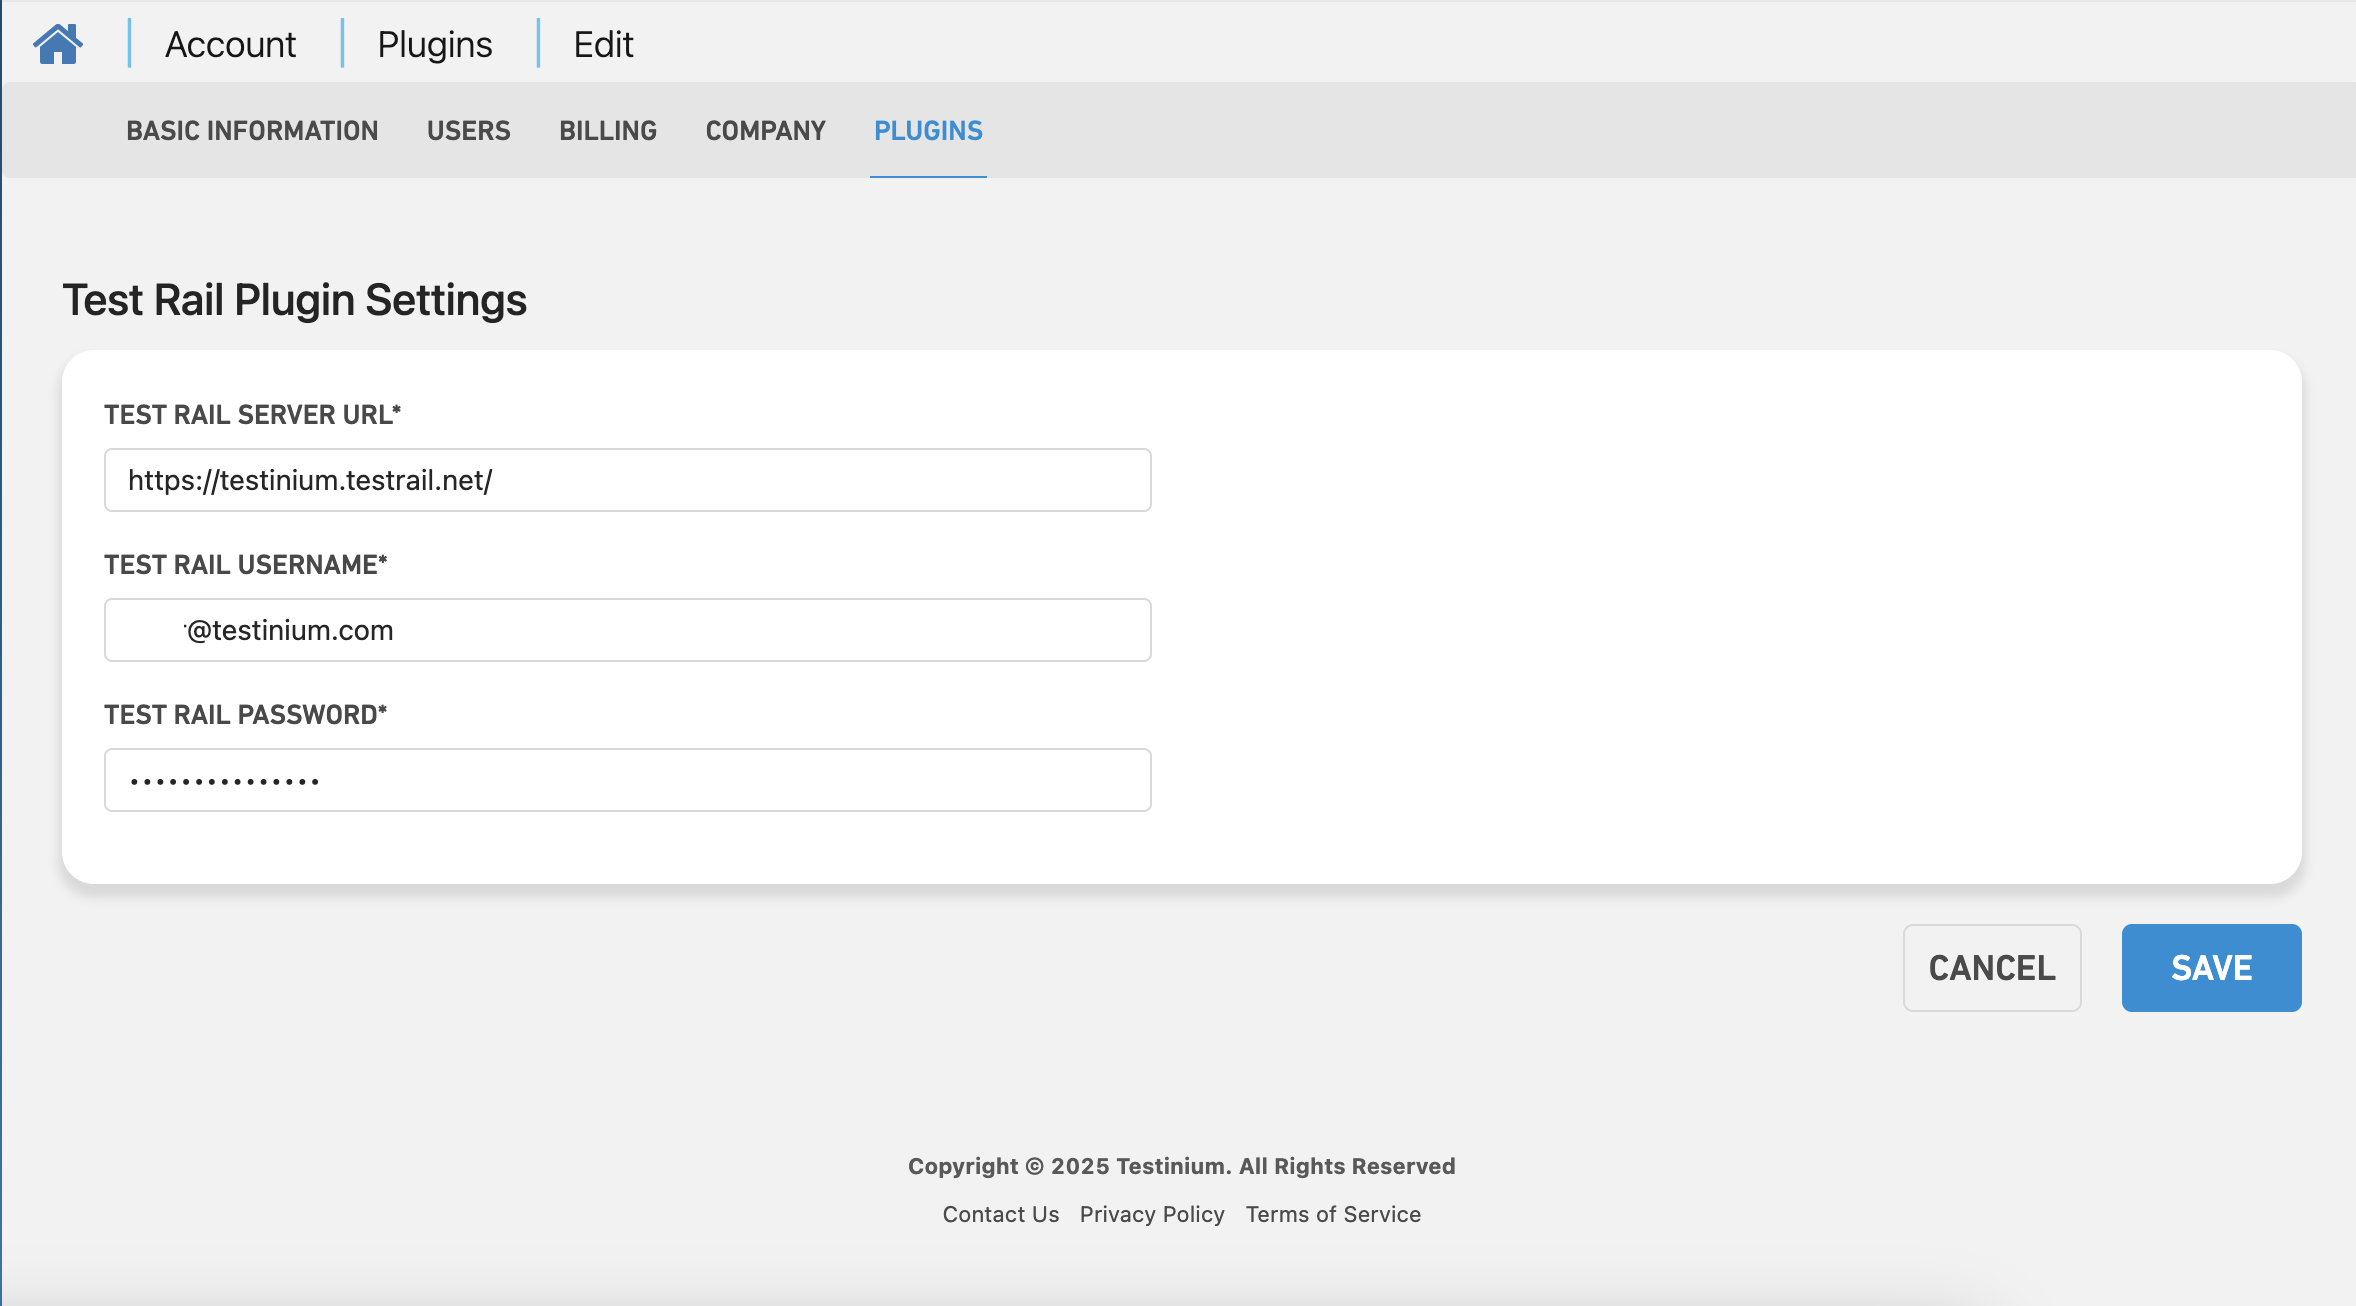 Account Plugins Edit
BASIC INFORMATION USERS BILLING COMPANY PLUGINS
Test Rail Plugin Settings
TEST RAIL SERVER URL*
https://testinium.testrail.net/
TEST RAIL USERNAME*
@testinium.com
TEST RAIL PASSWORD*
•••••••••••••••
CANCEL SAVE
Copyright © 2025 Testinium. All Rights Reserved
Contact Us Privacy Policy Terms of Service